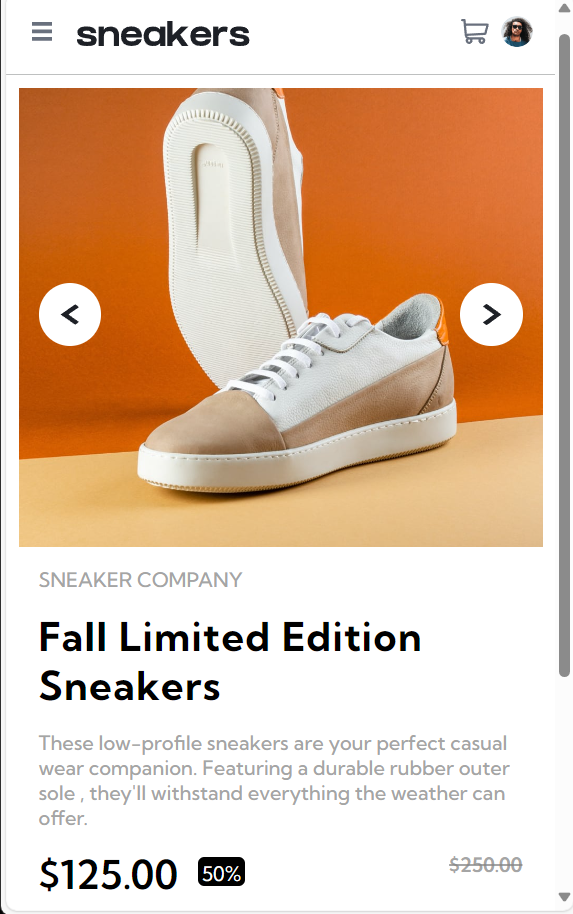 sneakers
SNEAKER COMPANY
Fall Limited Edition
Sneakers
These low-profile sneakers are your perfect casual
wear companion. Featuring a durable rubber outer
sole , they'll withstand everything the weather can
offer.
$125.00 50% $250.00